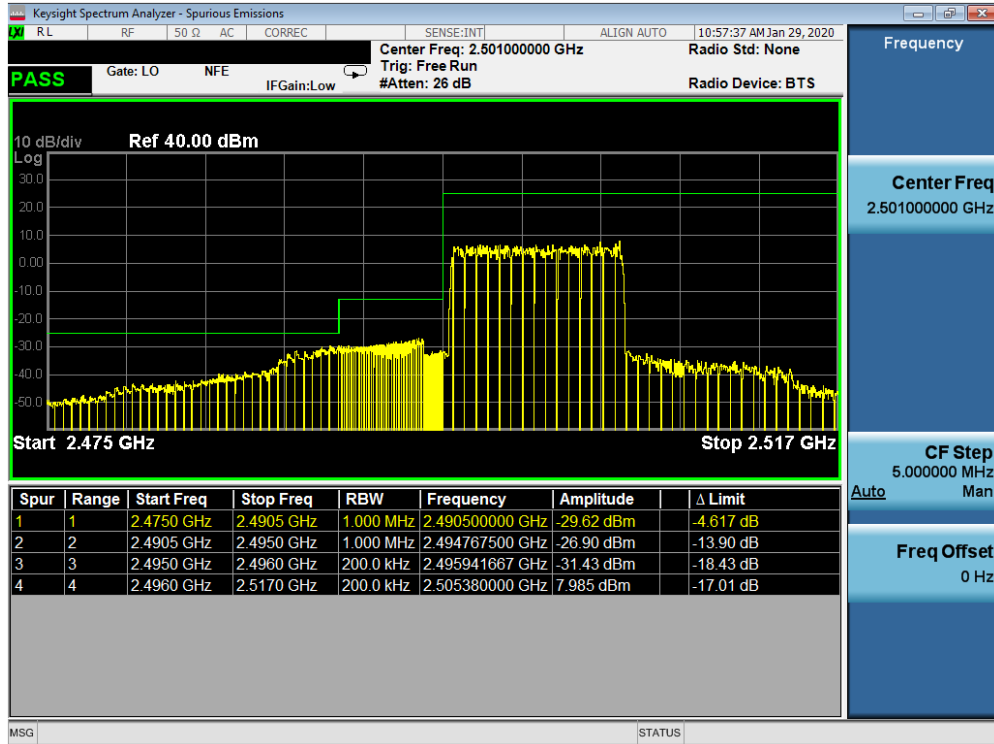 Keysight Spectrum Analyzer - Spurious Emissions
LXI RL RF 50 Ω AC CORREC SENSE:INT ALIGN AUTO 10:57:37 AM Jan 29, 2020
Frequency
Center Freq: 2.501000000 GHz Radio Std: None
PASS Gate: LO NFE Trig: Free Run
IFGain:Low #Atten: 26 dB Radio Device: BTS
10 dB/div Ref 40.00 dBm
Log
30.0
20.0
10.0
0.00
-10.0
-20.0
-30.0
-40.0
-50.0
Start 2.475 GHz Stop 2.517 GHz
Spur Range Start Freq Stop Freq RBW Frequency Amplitude Δ Limit
1 1 2.4750 GHz 2.4905 GHz 1.000 MHz 2.490500000 GHz -29.62 dBm -4.617 dB
2 2 2.4905 GHz 2.4950 GHz 1.000 MHz 2.494767500 GHz -26.90 dBm -13.90 dB
3 3 2.4950 GHz 2.4960 GHz 200.0 kHz 2.495941667 GHz -31.43 dBm -18.43 dB
4 4 2.4960 GHz 2.5170 GHz 200.0 kHz 2.505380000 GHz 7.985 dBm -17.01 dB
Center Freq
2.501000000 GHz
CF Step
5.000000 MHz
Auto Man
Freq Offset
0 Hz
MSG STATUS